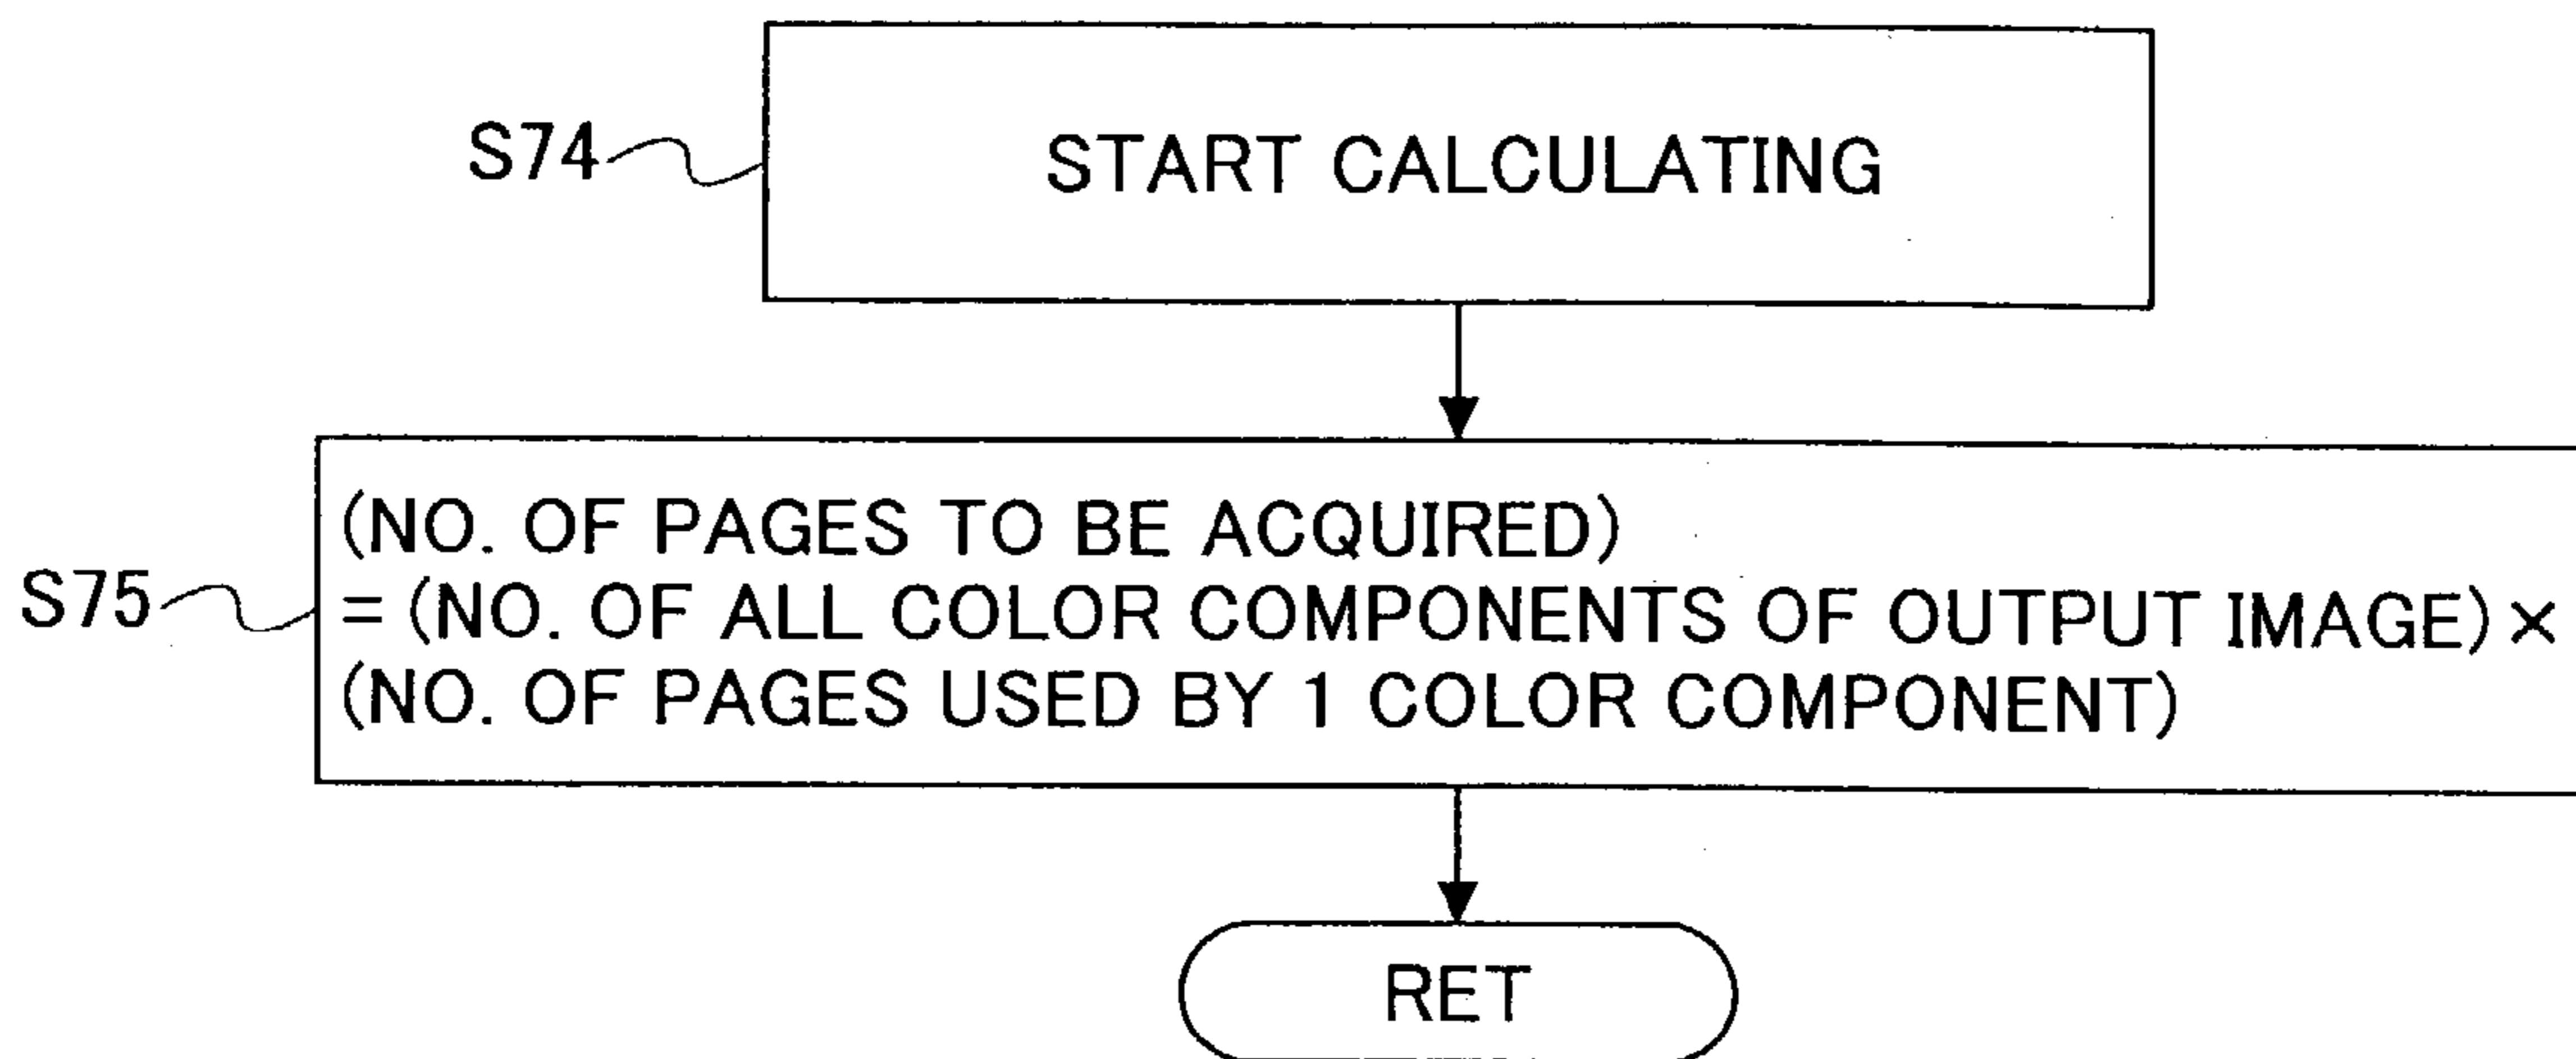 S74
START CALCULATING
S75
(NO. OF PAGES TO BE ACQUIRED)
= (NO. OF ALL COLOR COMPONENTS OF OUTPUT IMAGE) ×
(NO. OF PAGES USED BY 1 COLOR COMPONENT)
RET